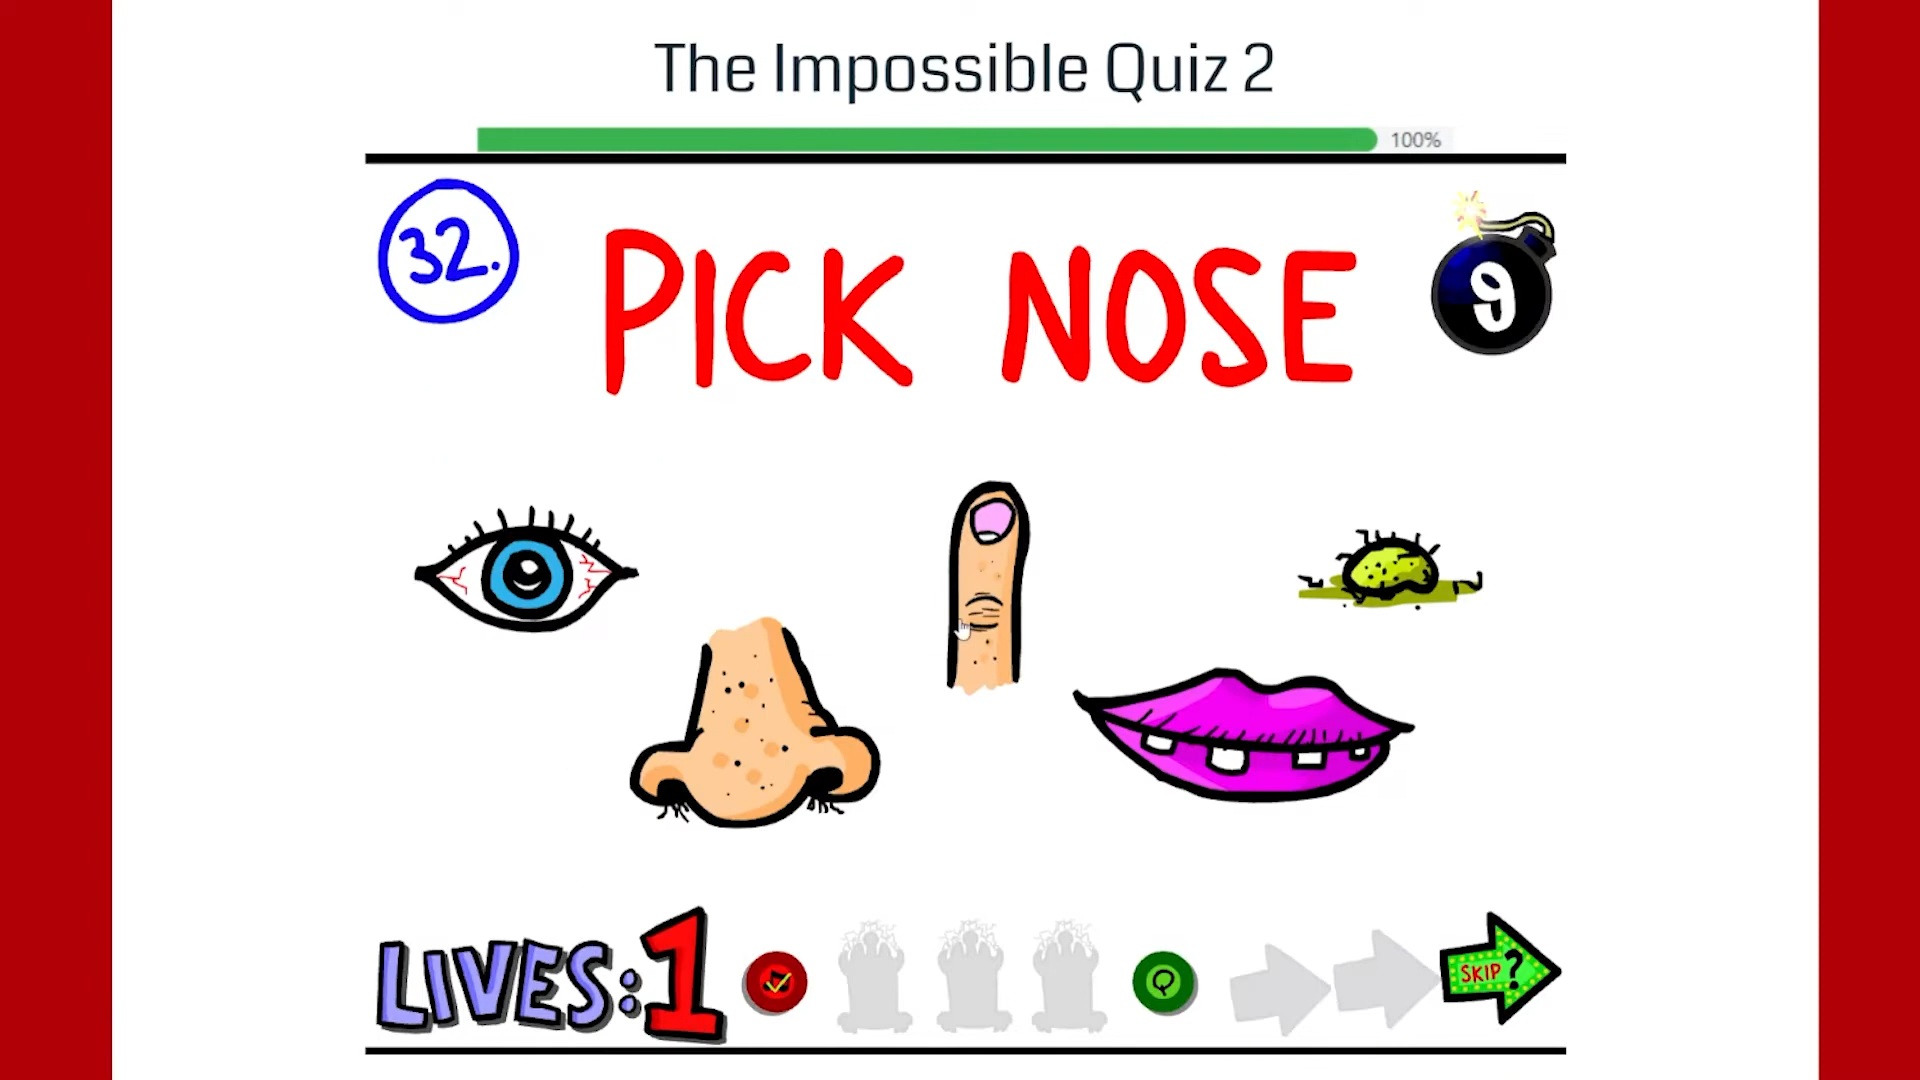 The Impossible Quiz 2
100%
32.
PICK NOSE
9
LIVES:1
SKIP?